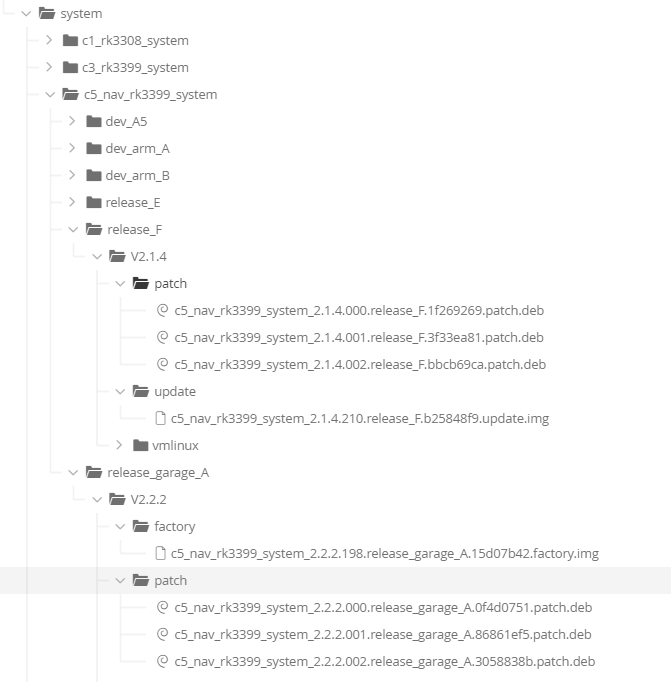 system
c1_rk3308_system
c3_rk3399_system
c5_nav_rk3399_system
dev_A5
dev_arm_A
dev_arm_B
release_E
release_F
V2.1.4
patch
c5_nav_rk3399_system_2.1.4.000.release_F.1f269269.patch.deb
c5_nav_rk3399_system_2.1.4.001.release_F.3f33ea81.patch.deb
c5_nav_rk3399_system_2.1.4.002.release_F.bbcb69ca.patch.deb
update
c5_nav_rk3399_system_2.1.4.210.release_F.b25848f9.update.img
vmlinux
release_garage_A
V2.2.2
factory
c5_nav_rk3399_system_2.2.2.198.release_garage_A.15d07b42.factory.img
patch
c5_nav_rk3399_system_2.2.2.000.release_garage_A.0f4d0751.patch.deb
c5_nav_rk3399_system_2.2.2.001.release_garage_A.86861ef5.patch.deb
c5_nav_rk3399_system_2.2.2.002.release_garage_A.3058838b.patch.deb